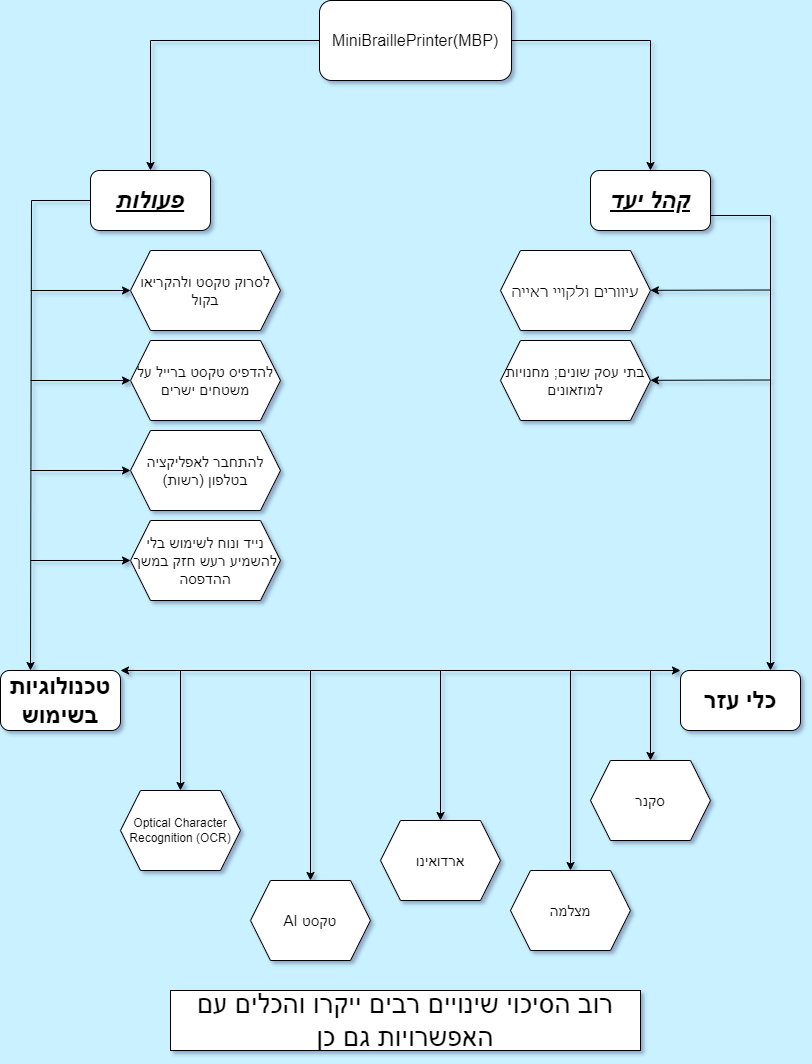 MiniBraillePrinter(MBP)
פעולות
קהל יעד
לסרוק טקסט ולהקריאו
בקול
עיוורים ולקויי ראייה
להדפיס טקסט ברייל על
משטחים ישרים
בתי עסק שונים; מחנויות
למוזאונים
להתחבר לאפליקציה
בטלפון (רשות)
נייד ונוח לשימוש בלי
להשמיע רעש חזק במשך
ההדפסה
טכנולוגיות
בשימוש
כלי עזר
סקנר
Optical Character
Recognition (OCR)
ארדואינו
מצלמה
טקסט AI
רוב הסיכוי שינויים רבים ייקרו והכלים עם
האפשרויות גם כן